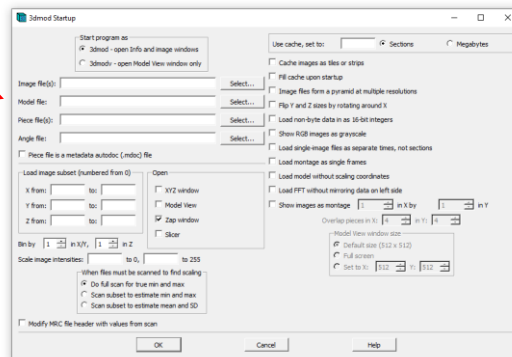 3dmod Startup
Start program as
3dmod - open Info and image windows
3dmodv - open Model View window only
Image file(s): Select...
Model file: Select...
Piece file(s): Select...
Angle file: Select...
Piece file is a metadata autodoc (.mdoc) file
Load image subset (numbered from 0)
X from: to:
Y from: to:
Z from: to:
Open
XYZ window
Model View
Zap window
Slicer
Bin by 1 in X/Y, 1 in Z
Scale image intensities: to 0, to 255
When files must be scanned to find scaling
Do full scan for true min and max
Scan subset to estimate min and max
Scan subset to estimate mean and SD
Modify MRC file header with values from scan
Use cache, set to: Sections Megabytes
Cache images as tiles or strips
Fill cache upon startup
Image files form a pyramid at multiple resolutions
Flip Y and Z sizes by rotating around X
Load non-byte data in as 16-bit integers
Show RGB images as grayscale
Load single-image files as separate times, not sections
Load montage as single frames
Load model without scaling coordinates
Load FFT without mirroring data on left side
Show images as montage 1 in X by 1 in Y
Overlap pieces in X: 4 in Y: 4
Model View window size
Default size (512 x 512)
Full screen
Set to X: 512 Y: 512
OK Cancel Help